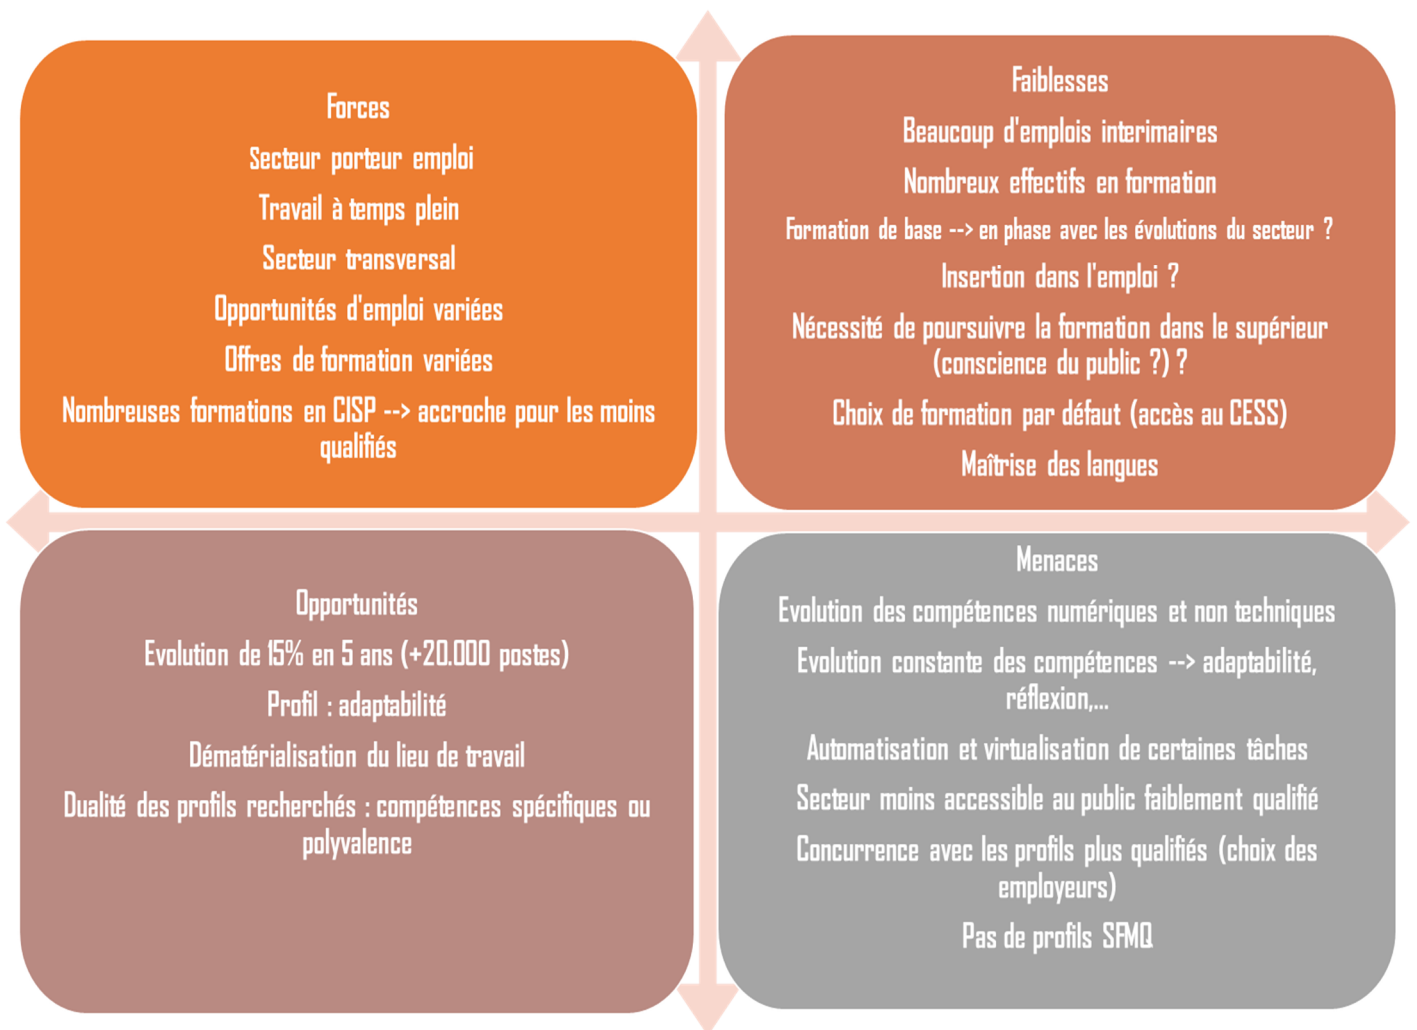 Forces
Secteur porteur emploi
Travail à temps plein
Secteur transversal
Opportunités d'emploi variées
Offres de formation variées
Nombreuses formations en CISP --> accroche pour les moins
qualifiés
Faiblesses
Beaucoup d'emplois interimaires
Nombreux effectifs en formation
Formation de base --> en phase avec les évolutions du secteur ?
Insertion dans l'emploi ?
Nécessité de poursuivre la formation dans le supérieur
(conscience du public ?) ?
Choix de formation par défaut (accès au CESS)
Maîtrise des langues
Opportunités
Evolution de 15% en 5 ans (+20.000 postes)
Profil : adaptabilité
Dématérialisation du lieu de travail
Dualité des profils recherchés : compétences spécifiques ou
polyvalence
Menaces
Evolution des compétences numériques et non techniques
Evolution constante des compétences --> adaptabilité,
réflexion,...
Automatisation et virtualisation de certaines tâches
Secteur moins accessible au public faiblement qualifié
Concurrence avec les profils plus qualifiés (choix des
employeurs)
Pas de profils SFMQ